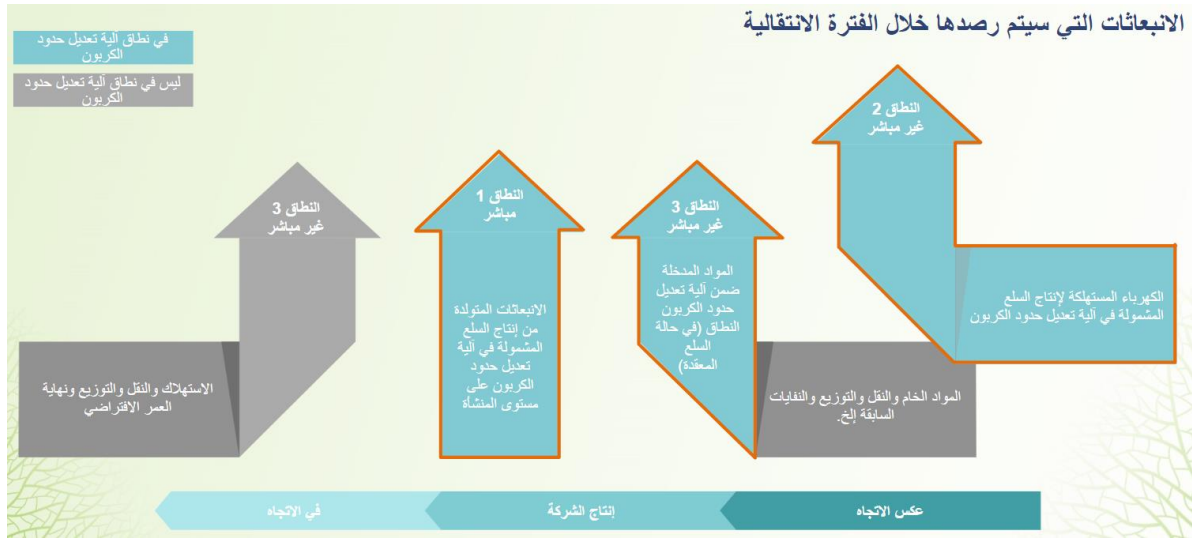 الانبعاثات التي سيتم رصدها خلال الفترة الانتقالية
في نطاق آلية تعديل حدود
الكربون
ليس في نطاق آلية تعديل حدود
الكربون
النطاق 2
غير مباشر
الكهرباء المستهلكة لإنتاج السلع
المشمولة في آلية تعديل حدود الكربون
النطاق 3
غير مباشر
المواد المدخلة
ضمن آلية تعديل
حدود الكربون
النطاق (في حالة
السلع
المعقدة)
المواد الخام والنقل والتوزيع والنفايات
السابقة إلخ.
النطاق 1
مباشر
الانبعاثات المتولدة
من إنتاج السلع
المشمولة في آلية
تعديل حدود
الكربون على
مستوى المنشأة
النطاق 3
غير مباشر
الاستهلاك والنقل والتوزيع ونهاية
العمر الافتراضي
عكس الاتجاه
إنتاج الشركة
في الاتجاه